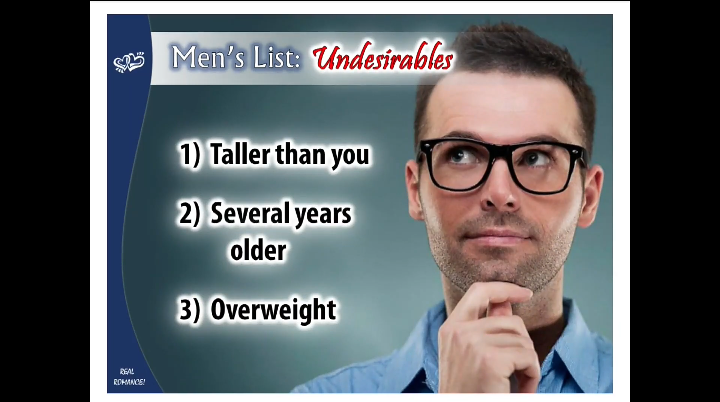 Men's List: Undesirables
1) Taller than you
2) Several years
older
3) Overweight
REAL
ROMANCE!